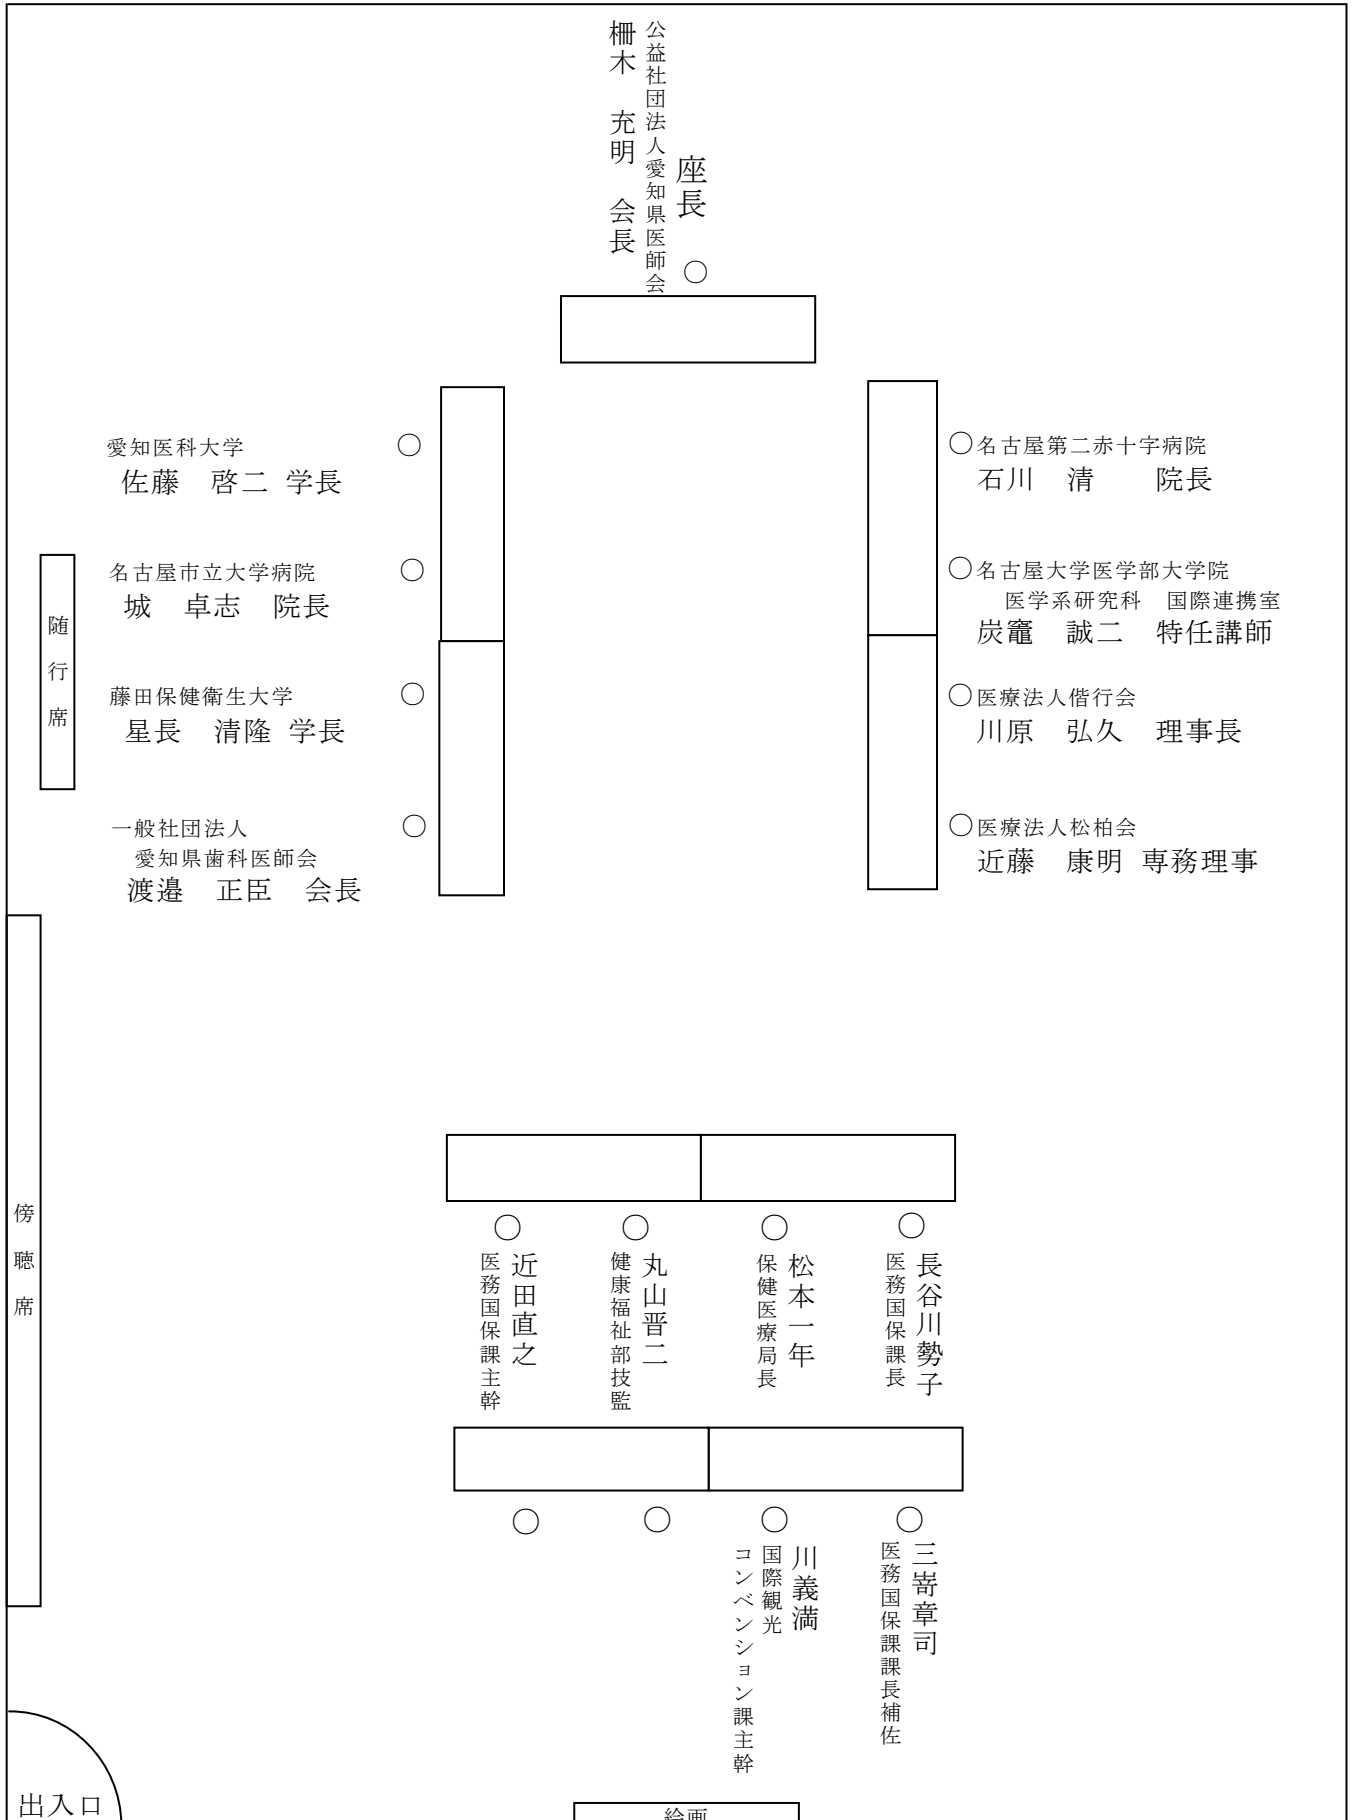 座長
公益社団法人愛知県医師会
柵木　充明　会長
愛知医科大学
佐藤　啓二 学長
名古屋市立大学病院
城　卓志　院長
藤田保健衛生大学
星長　清隆 学長
一般社団法人
愛知県歯科医師会
渡邉　正臣　会長
名古屋第二赤十字病院
石川　清　　院長
名古屋大学医学部大学院
医学系研究科　国際連携室
炭竈　誠二　特任講師
医療法人偕行会
川原　弘久　理事長
医療法人松柏会
近藤　康明 専務理事
随行席
傍聴席
長谷川勢子
医務国保課長
松本一年
保健医療局長
丸山晋二
健康福祉部技監
近田直之
医務国保課主幹
三嵜章司
医務国保課課長補佐
川義満
国際観光
コンベンション課主幹
出入口
絵画